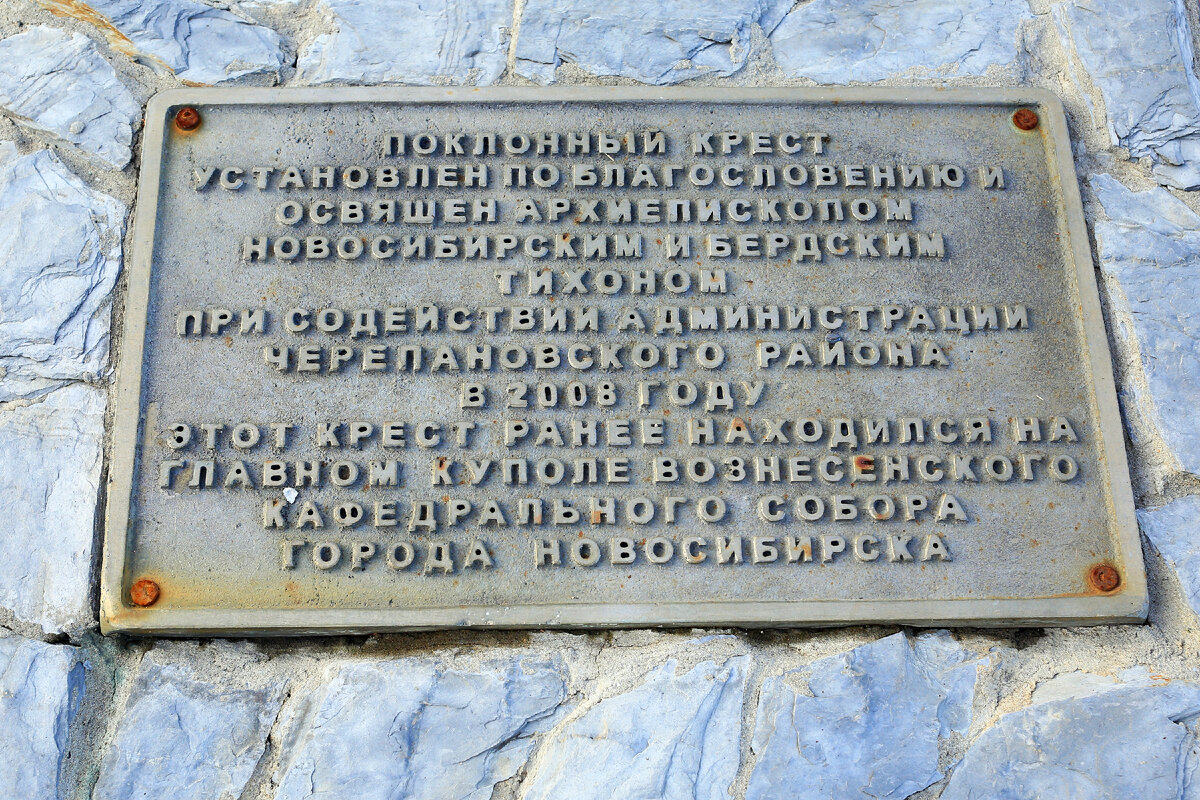 ПОКЛОННЫЙ КРЕСТ
УСТАНОВЛЕН ПО БЛАГОСЛОВЕНИЮ И
ОСВЯЩЕН АРХИЕПИСКОПОМ
НОВОСИБИРСКИМ И БЕРДСКИМ
ТИХОНОМ
ПРИ СОДЕЙСТВИИ АДМИНИСТРАЦИИ
ЧЕРЕПАНОВСКОГО РАЙОНА
В 2008 ГОДУ
ЭТОТ КРЕСТ РАНЕЕ НАХОДИЛСЯ НА
ГЛАВНОМ КУПОЛЕ ВОЗНЕСЕНСКОГО
КАФЕДРАЛЬНОГО СОБОРА
ГОРОДА НОВОСИБИРСКА